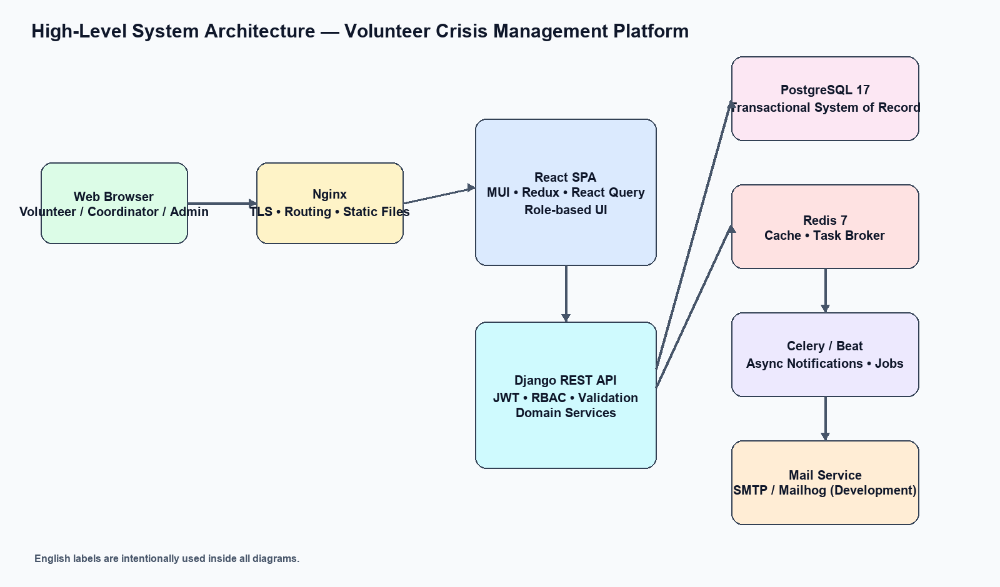 High-Level System Architecture — Volunteer Crisis Management Platform
Web Browser
Volunteer / Coordinator / Admin
Nginx
TLS • Routing • Static Files
React SPA
MUI • Redux • React Query
Role-based UI
Django REST API
JWT • RBAC • Validation
Domain Services
PostgreSQL 17
Transactional System of Record
Redis 7
Cache • Task Broker
Celery / Beat
Async Notifications • Jobs
Mail Service
SMTP / Mailhog (Development)
English labels are intentionally used inside all diagrams.